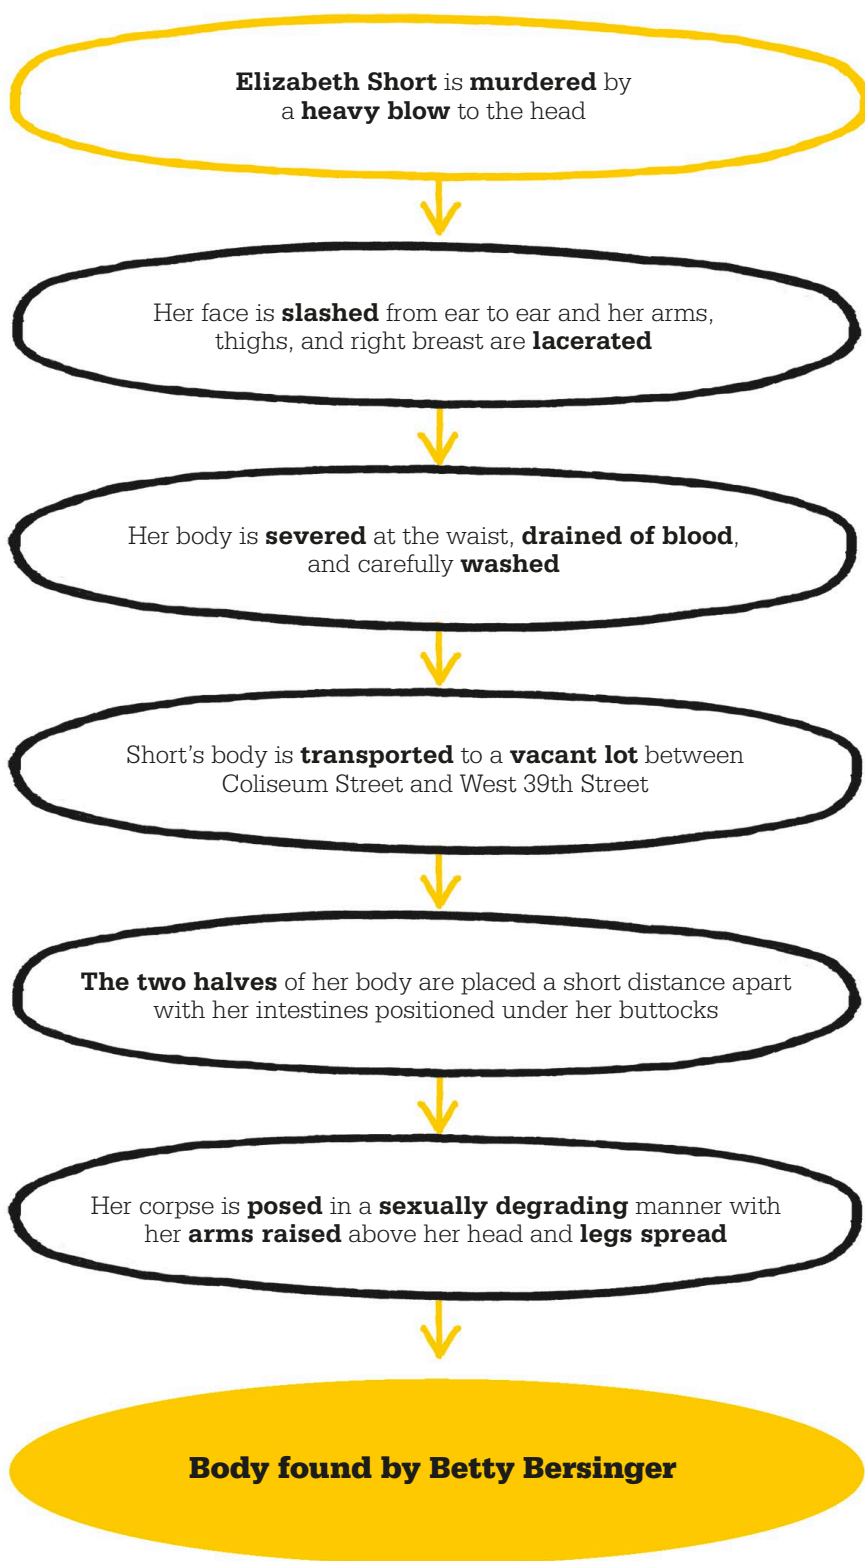 Elizabeth Short is murdered by
a heavy blow to the head
Her face is slashed from ear to ear and her arms,
thighs, and right breast are lacerated
Her body is severed at the waist, drained of blood,
and carefully washed
Short’s body is transported to a vacant lot between
Coliseum Street and West 39th Street
The two halves of her body are placed a short distance apart
with her intestines positioned under her buttocks
Her corpse is posed in a sexually degrading manner with
her arms raised above her head and legs spread
Body found by Betty Bersinger